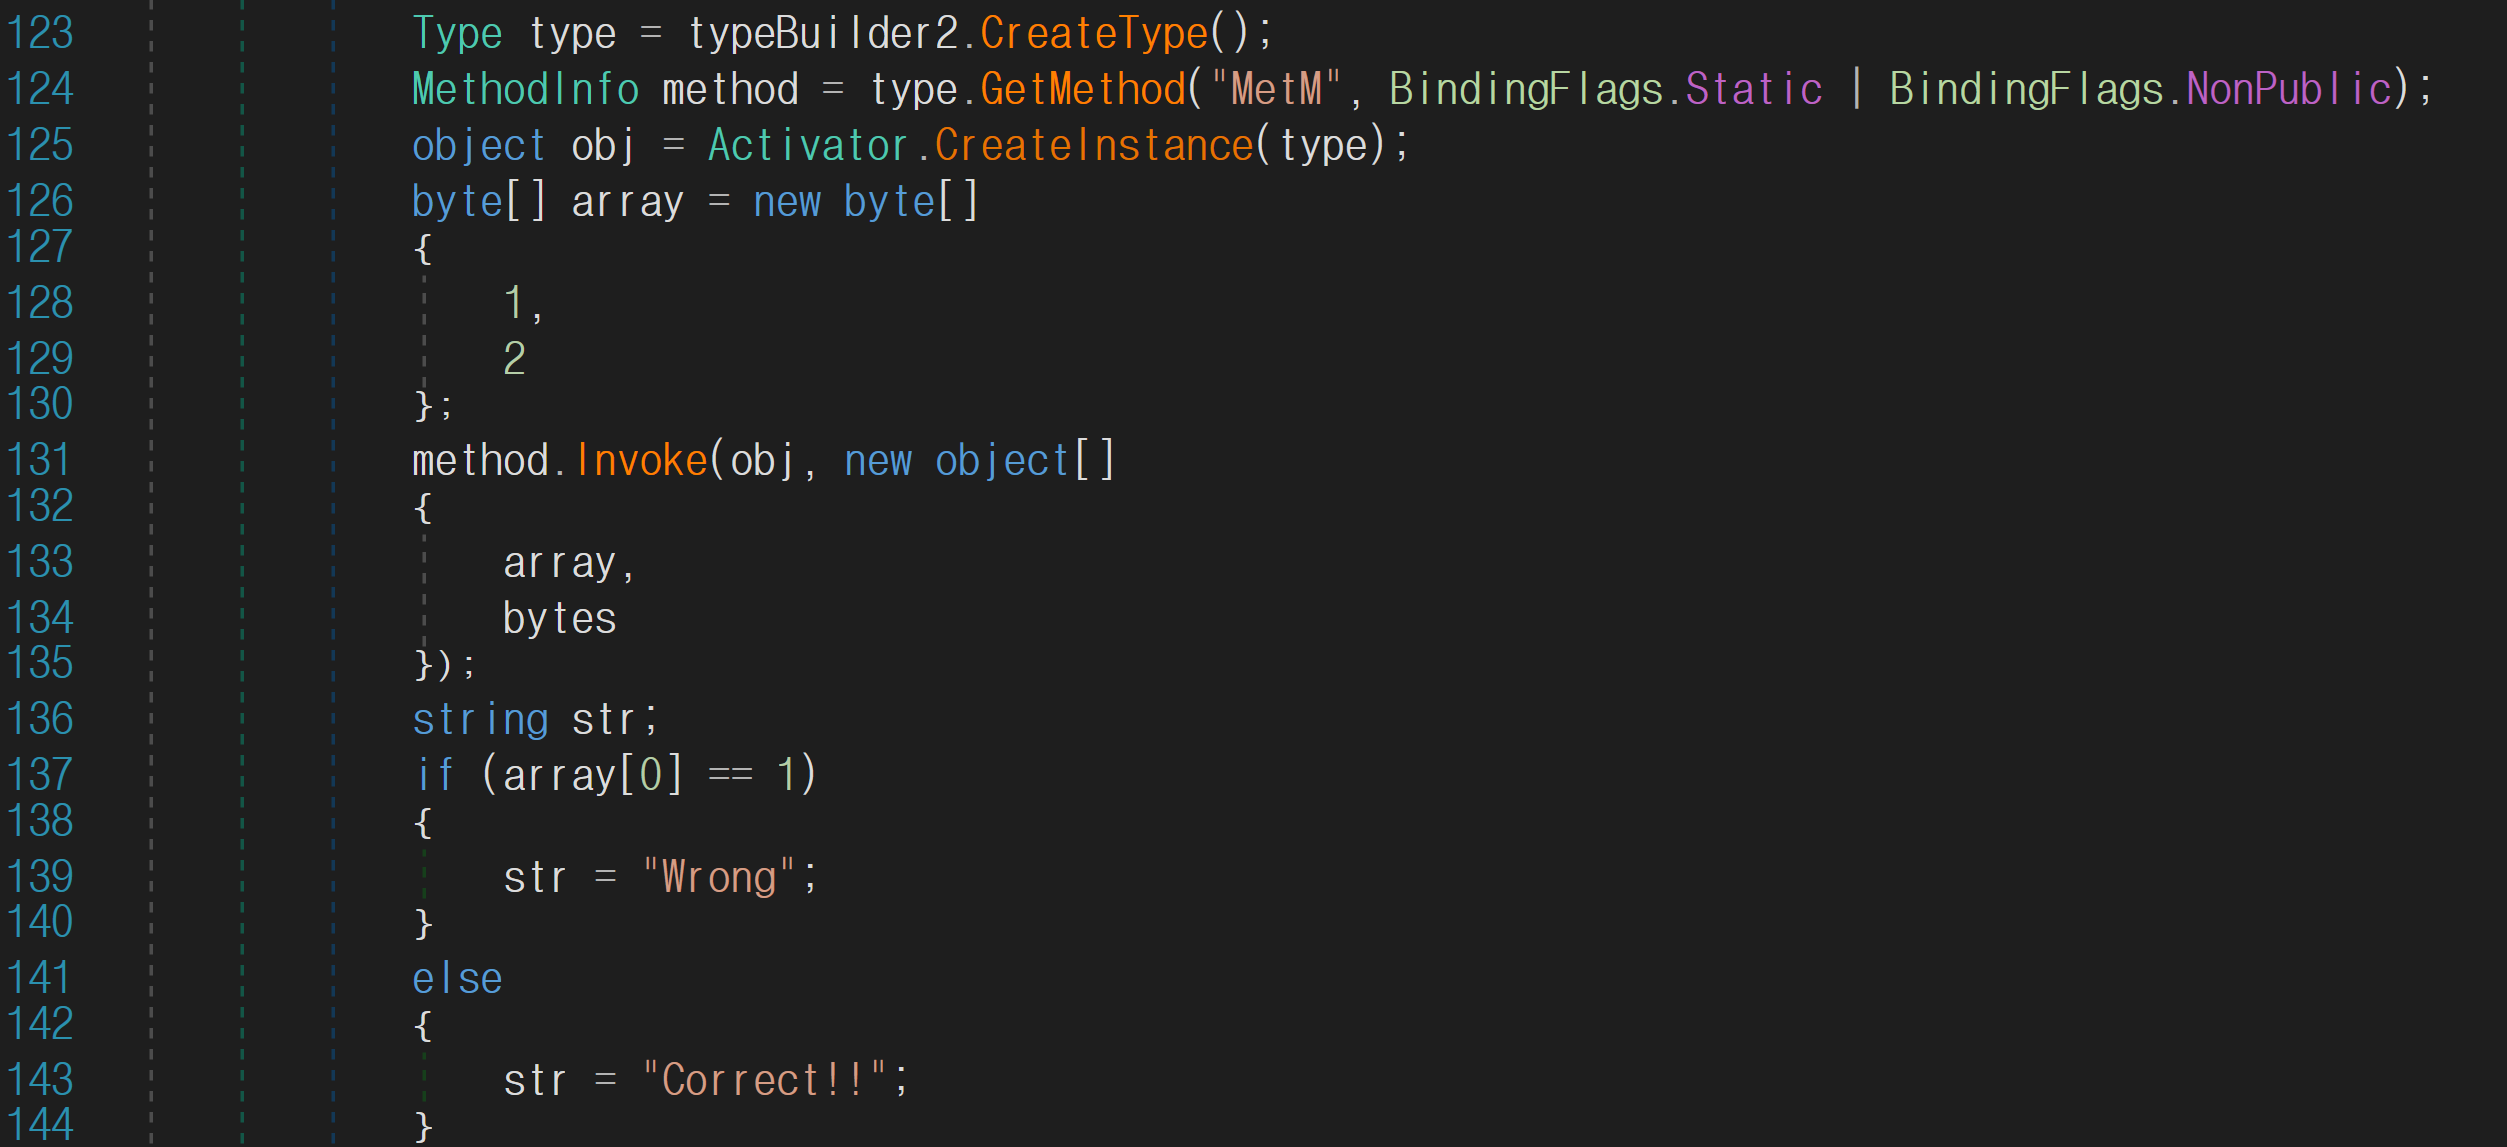 123 Type type = typeBuilder2.CreateType();
124 MethodInfo method = type.GetMethod("MetM", BindingFlags.Static | BindingFlags.NonPublic);
125 object obj = Activator.CreateInstance(type);
126 byte[] array = new byte[]
127 {
128 1,
129 2
130 };
131 method.Invoke(obj, new object[]
132 {
133 array,
134 bytes
135 });
136 string str;
137 if (array[0] == 1)
138 {
139 str = "Wrong";
140 }
141 else
142 {
143 str = "Correct!!";
144 }